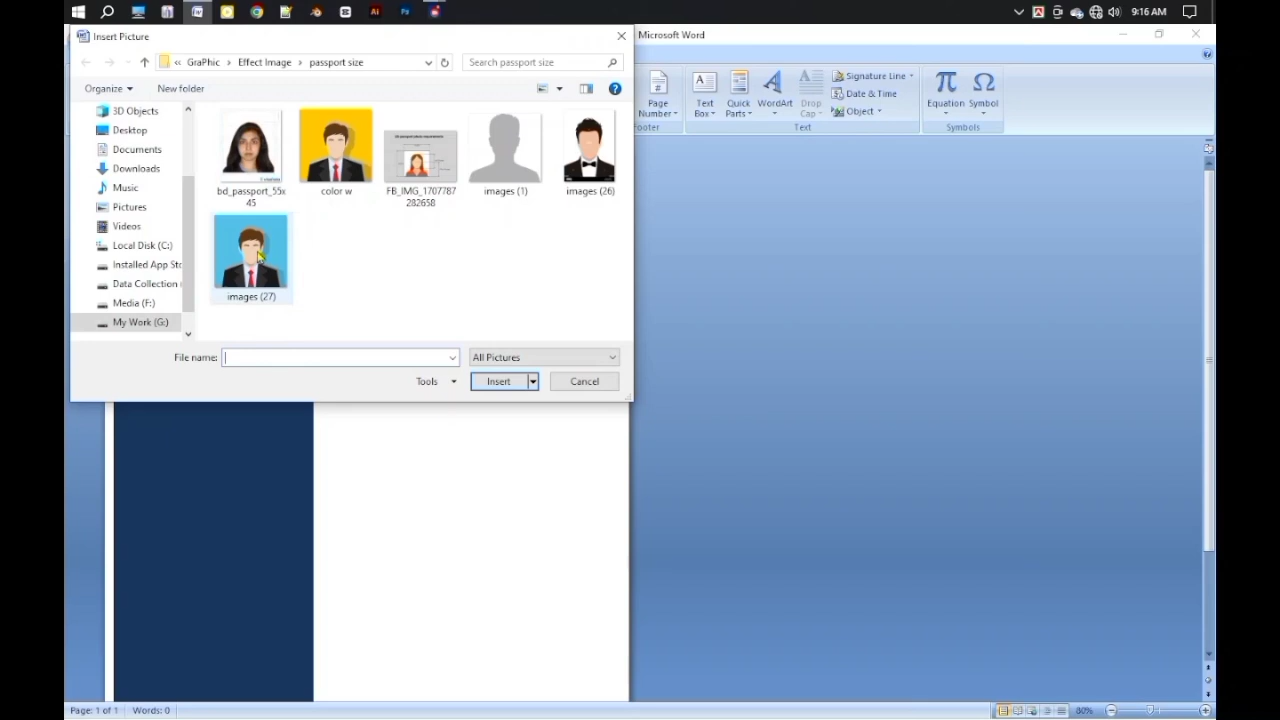 9:16 AM
Insert Picture
Microsoft Word
« GraPhic › Effect Image › passport size
Search passport size
Organize
New folder
3D Objects
Desktop
Documents
Downloads
Music
Pictures
Videos
Local Disk (C:)
Installed App Sto
Data Collection
Media (F:)
My Work (G:)
bd_passport_55x
45
color w
FB_IMG_1707787
282658
images (1)
images (26)
images (27)
File name:
All Pictures
Tools
Insert
Cancel
Page
Number
ooter
Text
Box
Quick
Parts
WordArt
Drop
Cap
Signature Line
Date & Time
Object
Text
Equation
Symbol
Symbols
Page: 1 of 1
Words: 0
80%